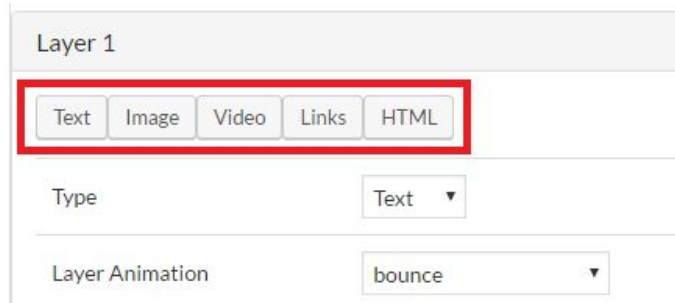 Layer 1
Text Image Video Links HTML
Type Text
Layer Animation bounce